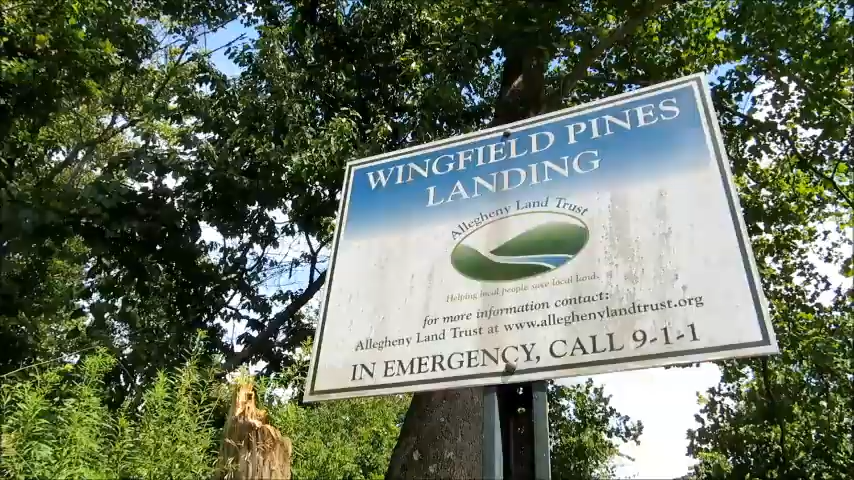 WINGFIELD PINES
LANDING
Allegheny Land Trust
Helping local people save local land.
for more information contact:
Allegheny Land Trust at www.alleghenylandtrust.org
IN EMERGENCY, CALL 9-1-1